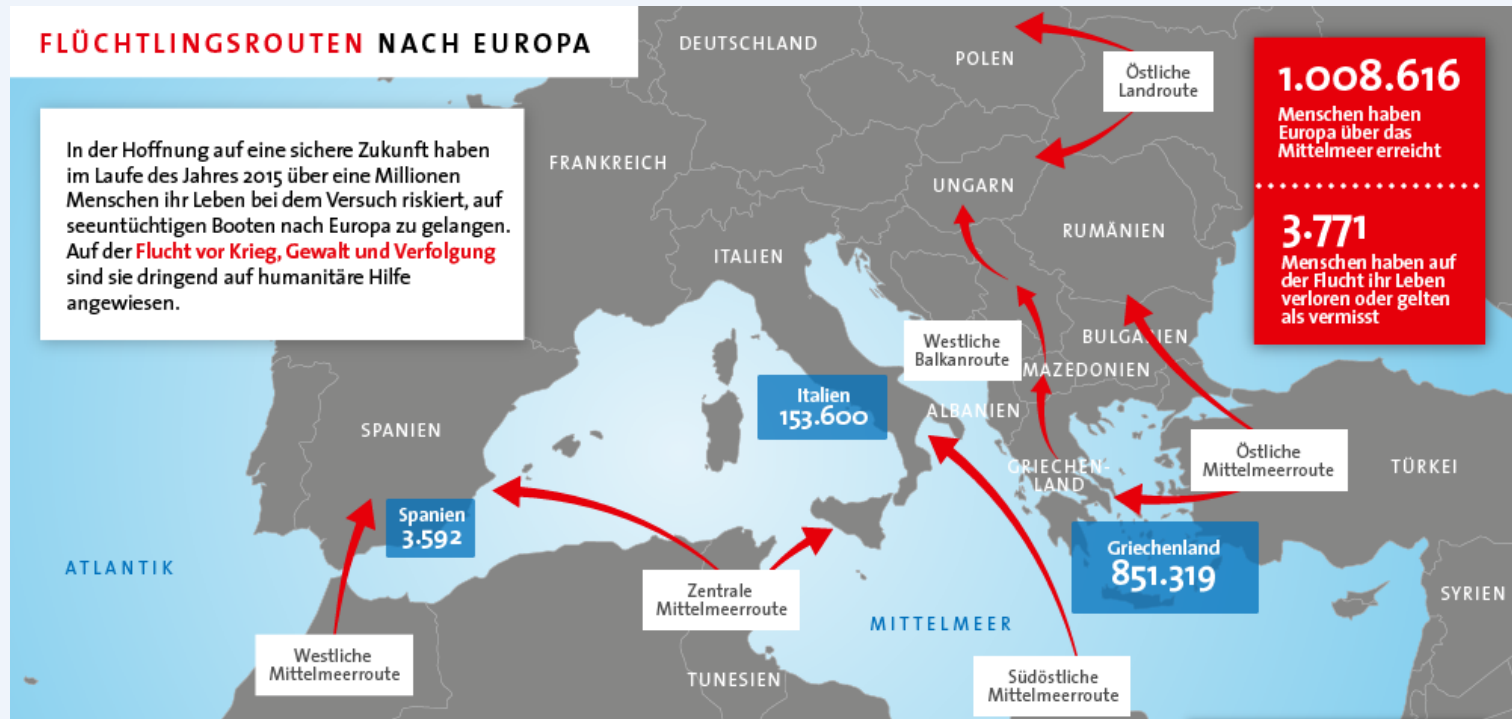 FLÜCHTLINGSROUTEN NACH EUROPA
In der Hoffnung auf eine sichere Zukunft haben
im Laufe des Jahres 2015 über eine Millionen
Menschen ihr Leben bei dem Versuch riskiert, auf
seeuntüchtigen Booten nach Europa zu gelangen.
Auf der Flucht vor Krieg, Gewalt und Verfolgung
sind sie dringend auf humanitäre Hilfe
angewiesen.
1.008.616
Menschen haben
Europa über das
Mittelmeer erreicht
3.771
Menschen haben auf
der Flucht ihr Leben
verloren oder gelten
als vermisst
DEUTSCHLAND
POLEN
Östliche
Landroute
FRANKREICH
UNGARN
RUMÄNIEN
ITALIEN
Westliche
Balkanroute
BULGARIEN
MAZEDONIEN
Italien
153.600
ALBANIEN
SPANIEN
GRIECHEN-
LAND
Östliche
Mittelmeerroute
TÜRKEI
Spanien
3.592
Griechenland
851.319
ATLANTIK
Zentrale
Mittelmeerroute
MITTELMEER
SYRIEN
Westliche
Mittelmeerroute
TUNESIEN
Südöstliche
Mittelmeerroute